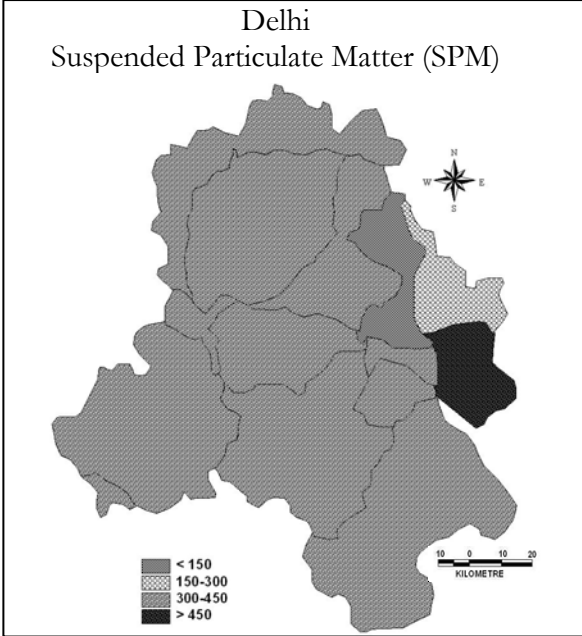 Delhi
Suspended Particulate Matter (SPM)
N
W E
S
< 150
150-300
300-450
> 450
10 0 10 20
KILOMETRE